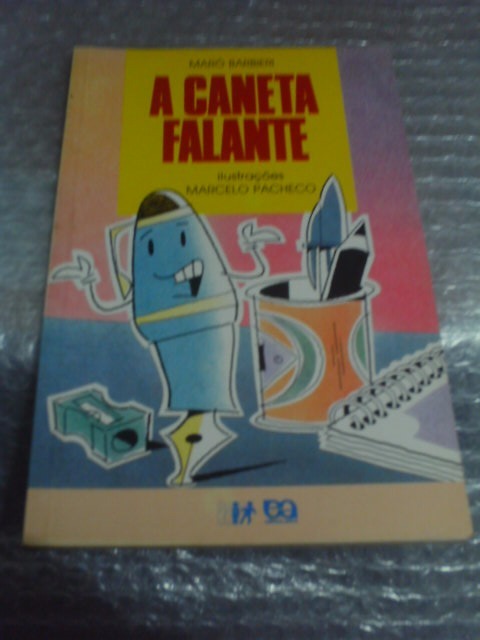 MARÔ BARBIERI
A CANETA
FALANTE
ilustrações
MARCELO PACHECO